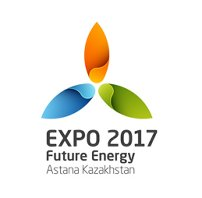 EXPO 2017
Future Energy
Astana Kazakhstan